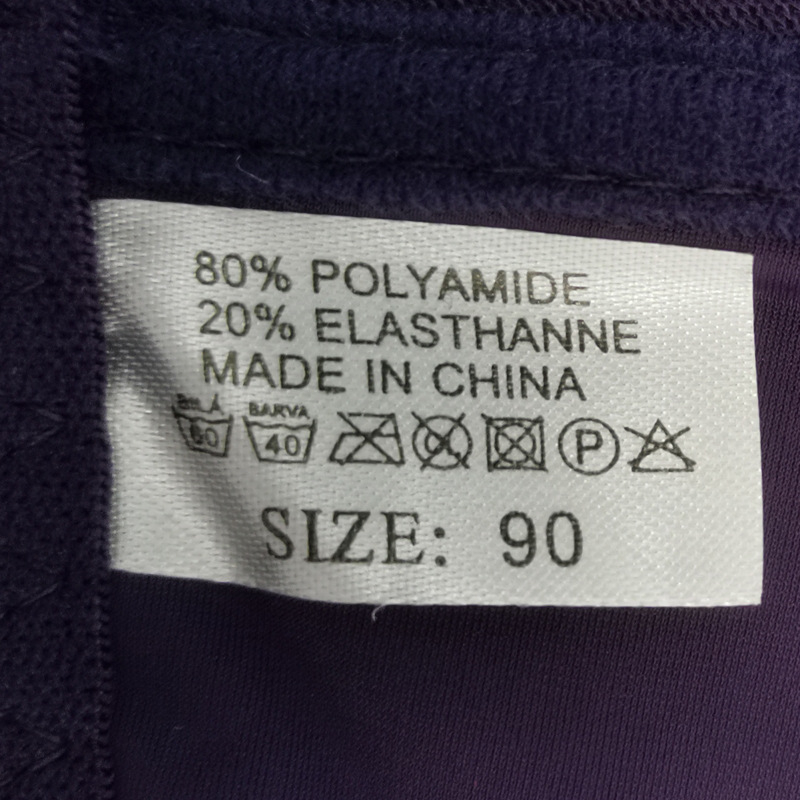 80% POLYAMIDE
20% ELASTHANNE
MADE IN CHINA
BARVA
60 40 P
SIZE: 90